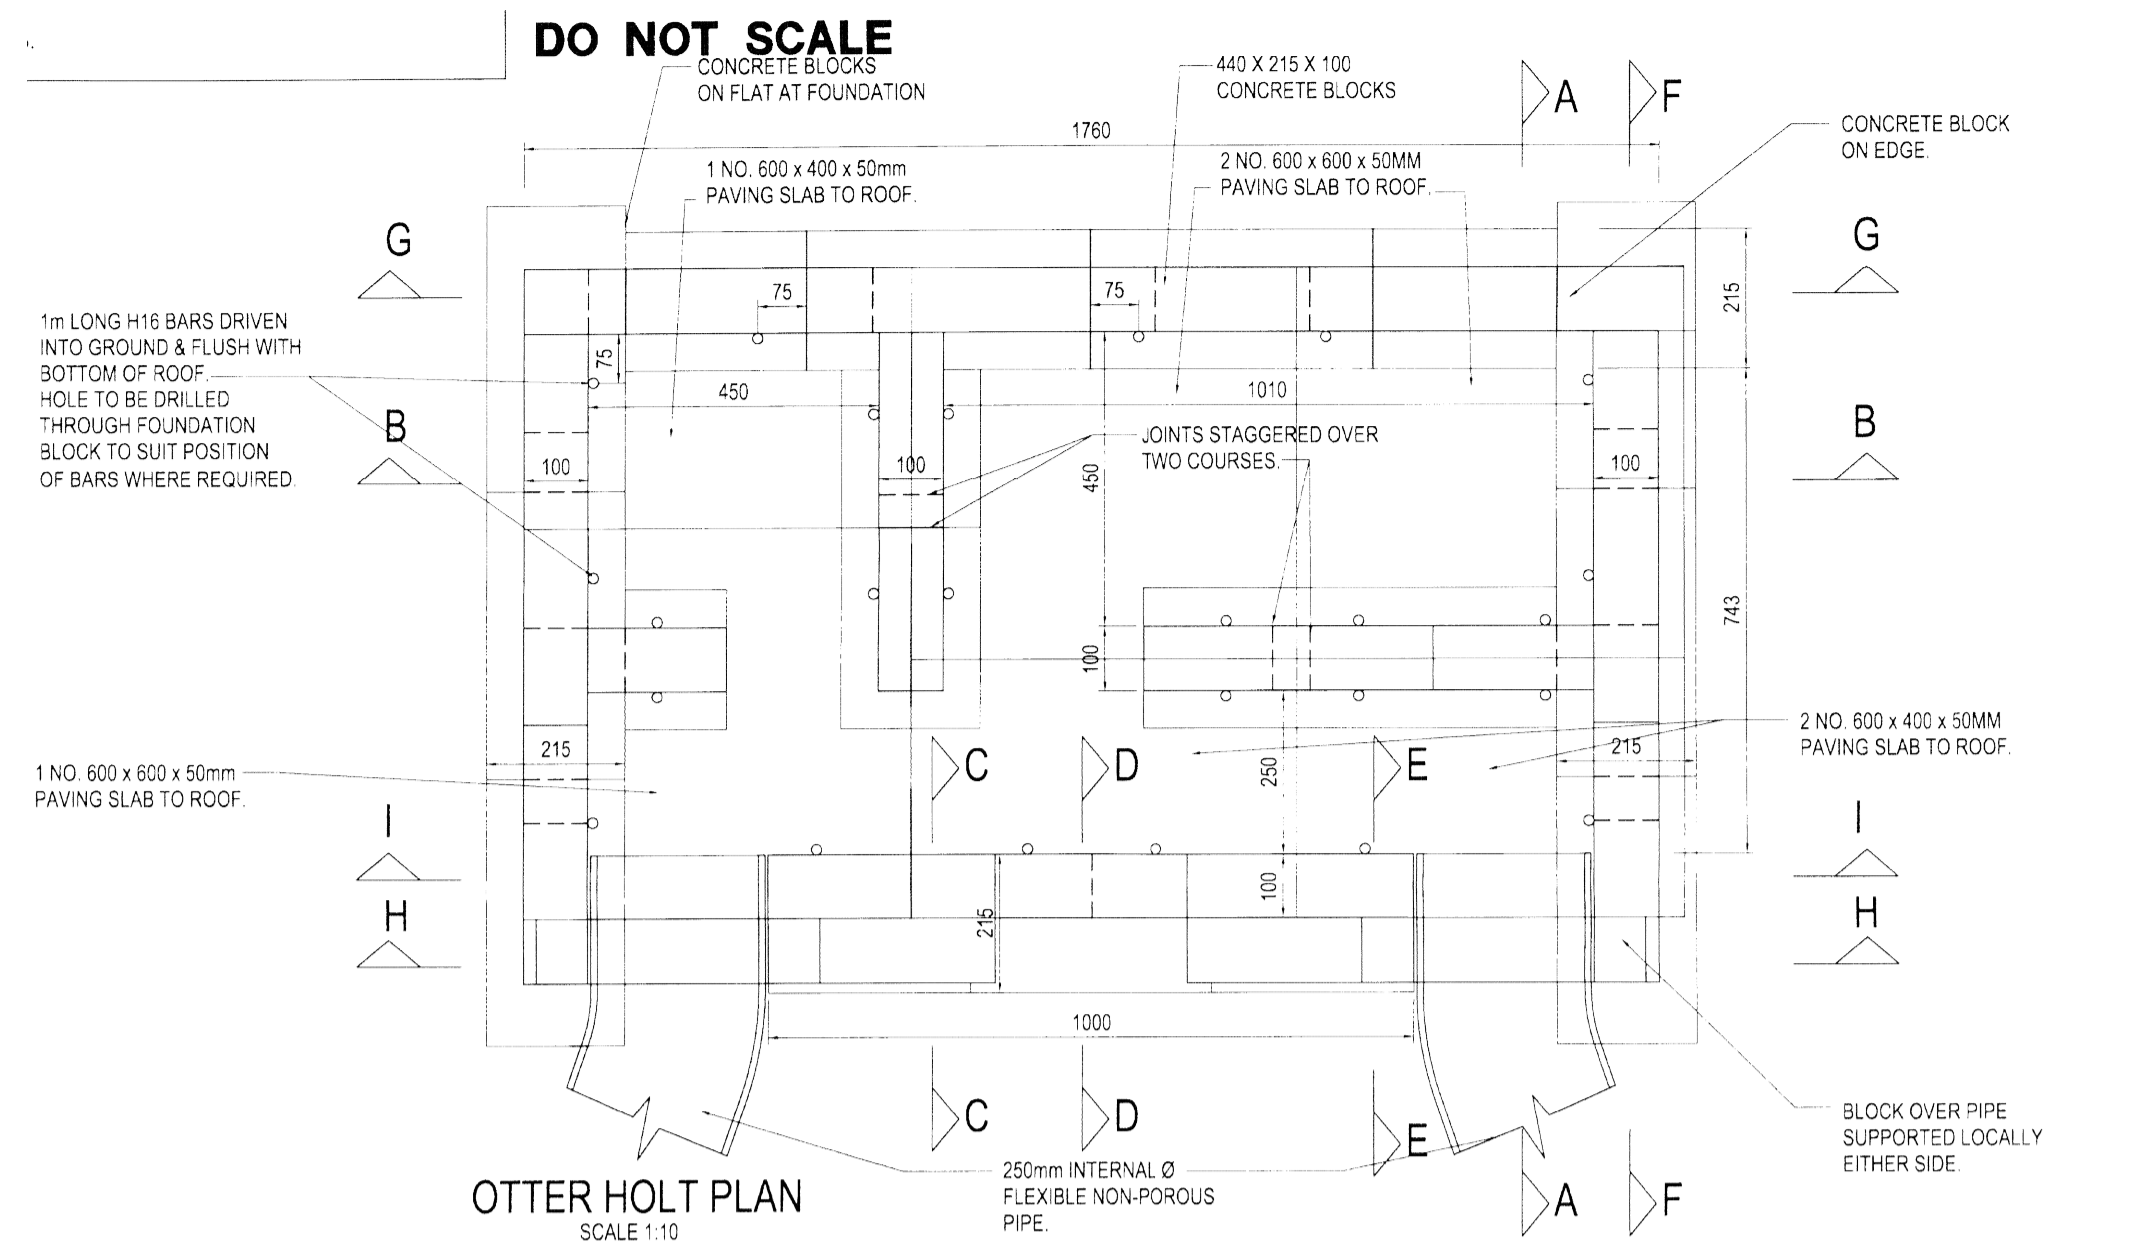 DO NOT SCALE
CONCRETE BLOCKS
ON FLAT AT FOUNDATION
440 X 215 X 100
CONCRETE BLOCKS
A
F
CONCRETE BLOCK
ON EDGE.
1760
1 NO. 600 x 400 x 50mm
PAVING SLAB TO ROOF.
2 NO. 600 x 600 x 50MM
PAVING SLAB TO ROOF.
G
G
75
75
215
1m LONG H16 BARS DRIVEN
INTO GROUND & FLUSH WITH
BOTTOM OF ROOF.
HOLE TO BE DRILLED
THROUGH FOUNDATION
BLOCK TO SUIT POSITION
OF BARS WHERE REQUIRED.
75
450
1010
B
B
JOINTS STAGGERED OVER
TWO COURSES.
100
100
450
100
743
100
2 NO. 600 x 400 x 50MM
PAVING SLAB TO ROOF.
215
215
1 NO. 600 x 600 x 50mm
PAVING SLAB TO ROOF.
C
D
E
250
I
I
100
H
H
215
1000
C
D
E
BLOCK OVER PIPE
SUPPORTED LOCALLY
EITHER SIDE.
250mm INTERNAL Ø
FLEXIBLE NON-POROUS
PIPE.
A
F
OTTER HOLT PLAN
SCALE 1:10